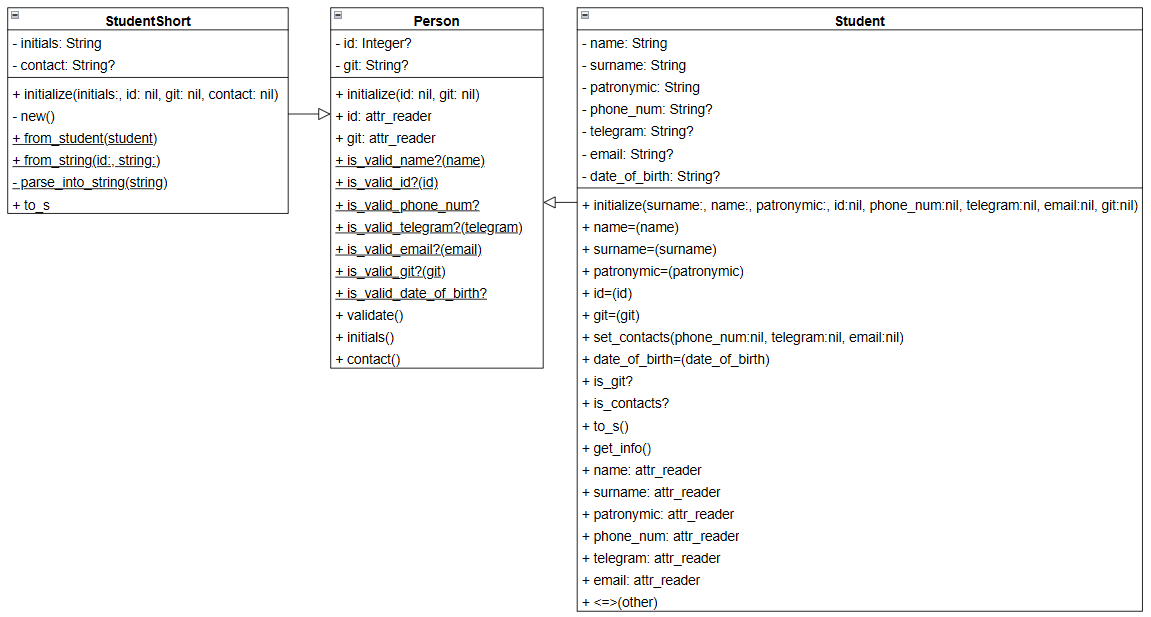 StudentShort
- initials: String
- contact: String?
+ initialize(initials:, id: nil, git: nil, contact: nil)
- new()
+ from_student(student)
+ from_string(id:, string:)
- parse_into_string(string)
+ to_s
Person
- id: Integer?
- git: String?
+ initialize(id: nil, git: nil)
+ id: attr_reader
+ git: attr_reader
+ is_valid_name?(name)
+ is_valid_id?(id)
+ is_valid_phone_num?
+ is_valid_telegram?(telegram)
+ is_valid_email?(email)
+ is_valid_git?(git)
+ is_valid_date_of_birth?
+ validate()
+ initials()
+ contact()
Student
- name: String
- surname: String
- patronymic: String
- phone_num: String?
- telegram: String?
- email: String?
- date_of_birth: String?
+ initialize(surname:, name:, patronymic:, id:nil, phone_num:nil, telegram:nil, email:nil, git:nil)
+ name=(name)
+ surname=(surname)
+ patronymic=(patronymic)
+ id=(id)
+ git=(git)
+ set_contacts(phone_num:nil, telegram:nil, email:nil)
+ date_of_birth=(date_of_birth)
+ is_git?
+ is_contacts?
+ to_s()
+ get_info()
+ name: attr_reader
+ surname: attr_reader
+ patronymic: attr_reader
+ phone_num: attr_reader
+ telegram: attr_reader
+ email: attr_reader
+ <=>(other)